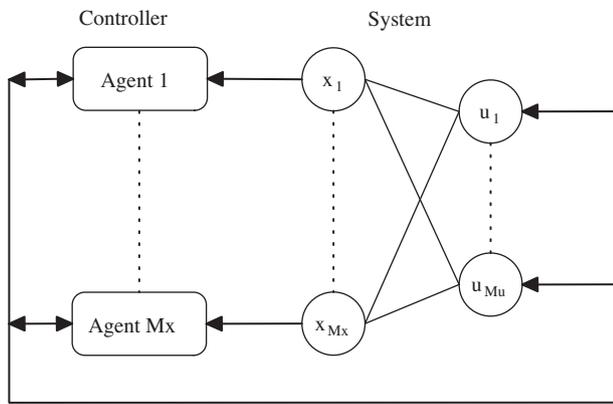 Controller
System
Agent 1
x1
u1
uMu
Agent Mx
xMx